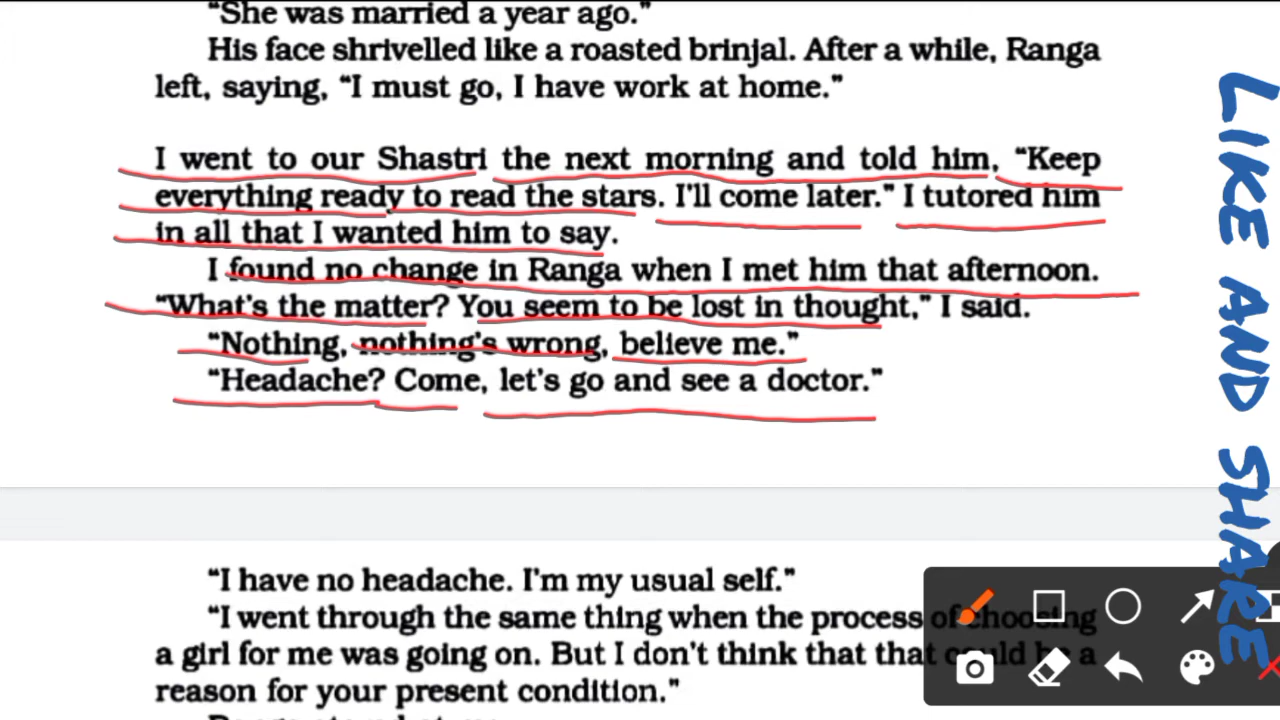 “She was married a year ago.”
His face shrivelled like a roasted brinjal. After a while, Ranga
left, saying, “I must go, I have work at home.”
I went to our Shastri the next morning and told him, “Keep
everything ready to read the stars. I’ll come later.” I tutored him
in all that I wanted him to say.
I found no change in Ranga when I met him that afternoon.
“What’s the matter? You seem to be lost in thought,” I said.
“Nothing, nothing’s wrong, believe me.”
“Headache? Come, let’s go and see a doctor.”
“I have no headache. I’m my usual self.”
“I went through the same thing when the process of choosing
a girl for me was going on. But I don’t think that that could be a
reason for your present condition.”
LIKE AND SHARE